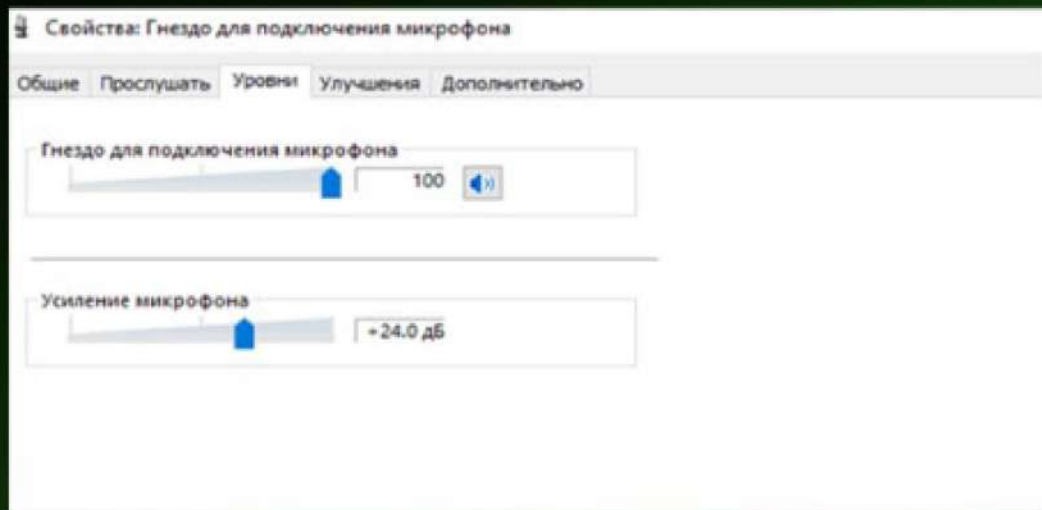 Свойства: Гнездо для подключения микрофона
Общие Прослушать Уровни Улучшения Дополнительно
Гнездо для подключения микрофона
100
Усиление микрофона
+24.0 дБ